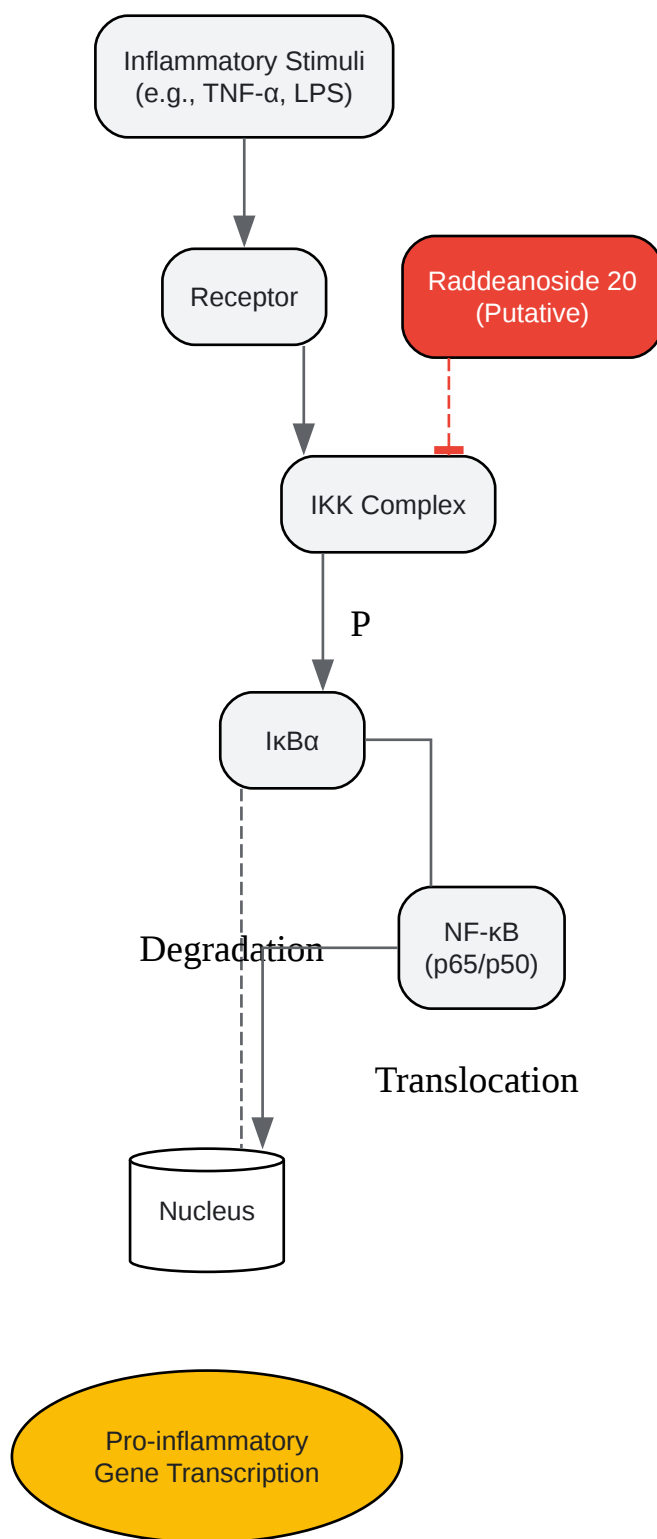 Inflammatory Stimuli
(e.g., TNF-α, LPS)
Receptor
Raddeanoside 20
(Putative)
IKK Complex
P
IκBα
NF-κB
(p65/p50)
Degradation
Translocation
Nucleus
Pro-inflammatory
Gene Transcription